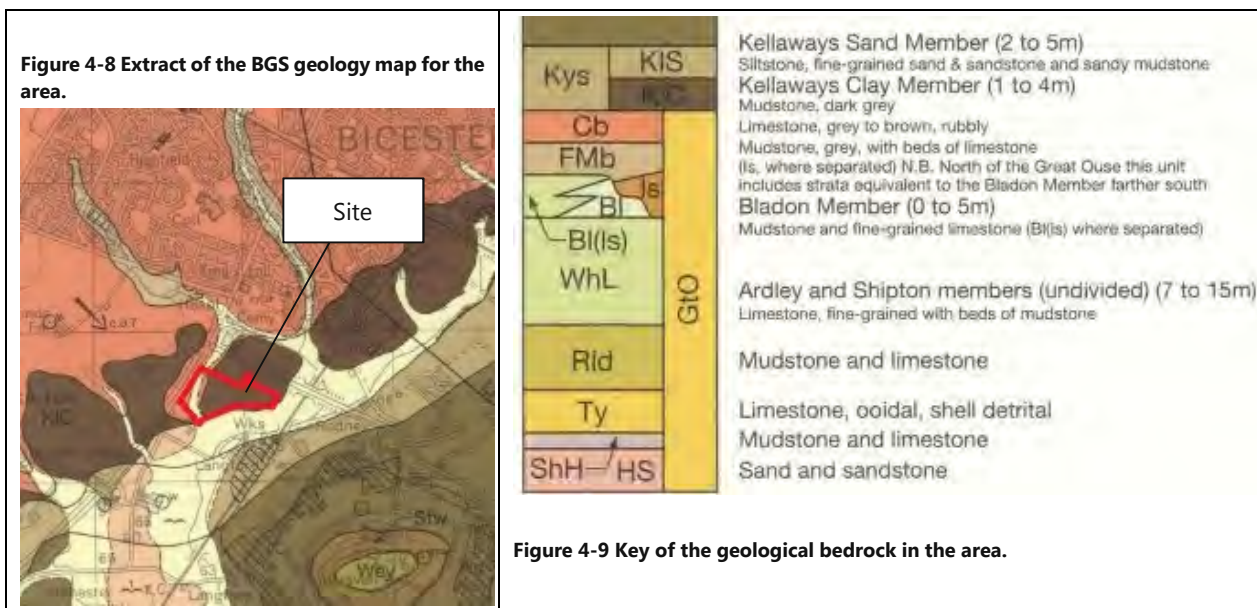 Figure 4-8 Extract of the BGS geology map for the
area.
BICESTER
Site
Wks
KIC
Stw
Wey
65
63
Kys
KIS
KIC
Cb
FMb
ls
Bl
Bl(ls)
WhL
Rld
Ty
ShH
HS
GtO
Kellaways Sand Member (2 to 5m)
Siltstone, fine-grained sand & sandstone and sandy mudstone
Kellaways Clay Member (1 to 4m)
Mudstone, dark grey
Limestone, grey to brown, rubbly
Mudstone, grey, with beds of limestone
(ls, where separated) N.B. North of the Great Ouse this unit
includes strata equivalent to the Bladon Member farther south
Bladon Member (0 to 5m)
Mudstone and fine-grained limestone (Bl(ls) where separated)
Ardley and Shipton members (undivided) (7 to 15m)
Limestone, fine-grained with beds of mudstone
Mudstone and limestone
Limestone, ooidal, shell detrital
Mudstone and limestone
Sand and sandstone
Figure 4-9 Key of the geological bedrock in the area.